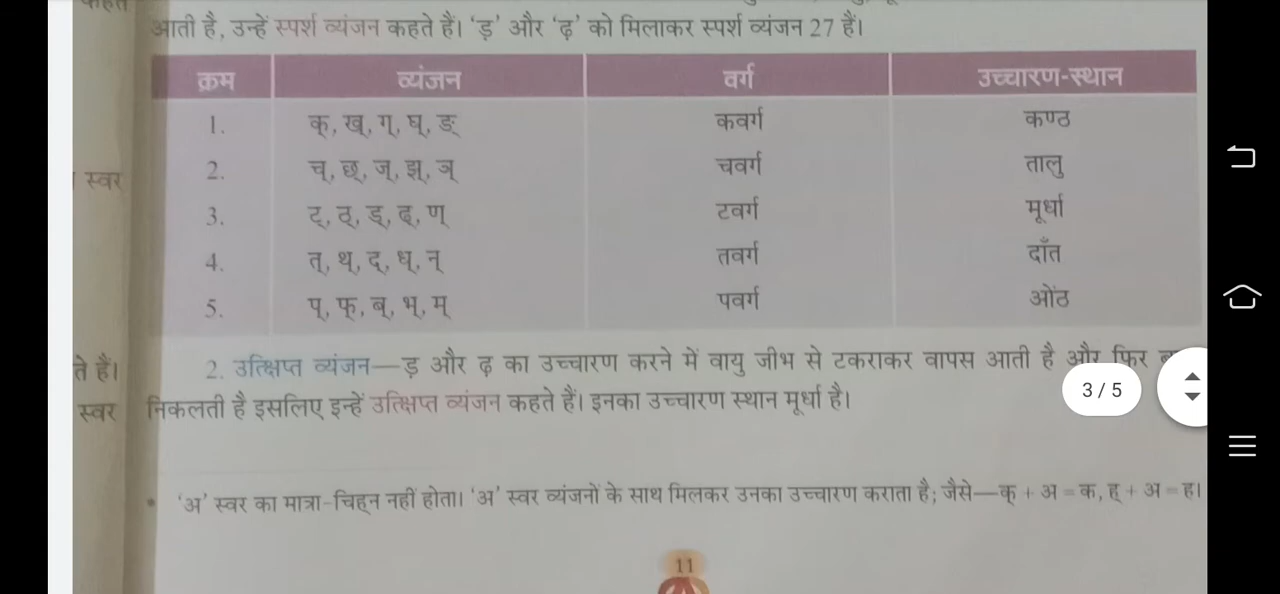 आती है, उन्हें स्पर्श व्यंजन कहते हैं। 'ड़' और 'ढ़' को मिलाकर स्पर्श व्यंजन 27 हैं।
क्रम व्यंजन वर्ग उच्चारण-स्थान
1. क्, ख्, ग्, घ्, ङ् कवर्ग कण्ठ
स्वर
2. च्, छ्, ज्, झ्, ञ् चवर्ग तालु
3. ट्, ठ्, ड्, ढ्, ण् टवर्ग मूर्धा
4. त्, थ्, द्, ध्, न् तवर्ग दाँत
5. प्, फ्, ब्, भ्, म् पवर्ग ओंठ
ते हैं।
2. उत्क्षिप्त व्यंजन—ड़ और ढ़ का उच्चारण करने में वायु जीभ से टकराकर वापस आती है और फिर
स्वर
निकलती है इसलिए इन्हें उत्क्षिप्त व्यंजन कहते हैं। इनका उच्चारण स्थान मूर्धा है।
3 / 5
• 'अ' स्वर का मात्रा-चिह्न नहीं होता। 'अ' स्वर व्यंजनों के साथ मिलकर उनका उच्चारण कराता है; जैसे—क् + अ = क, ह् + अ = ह।
11